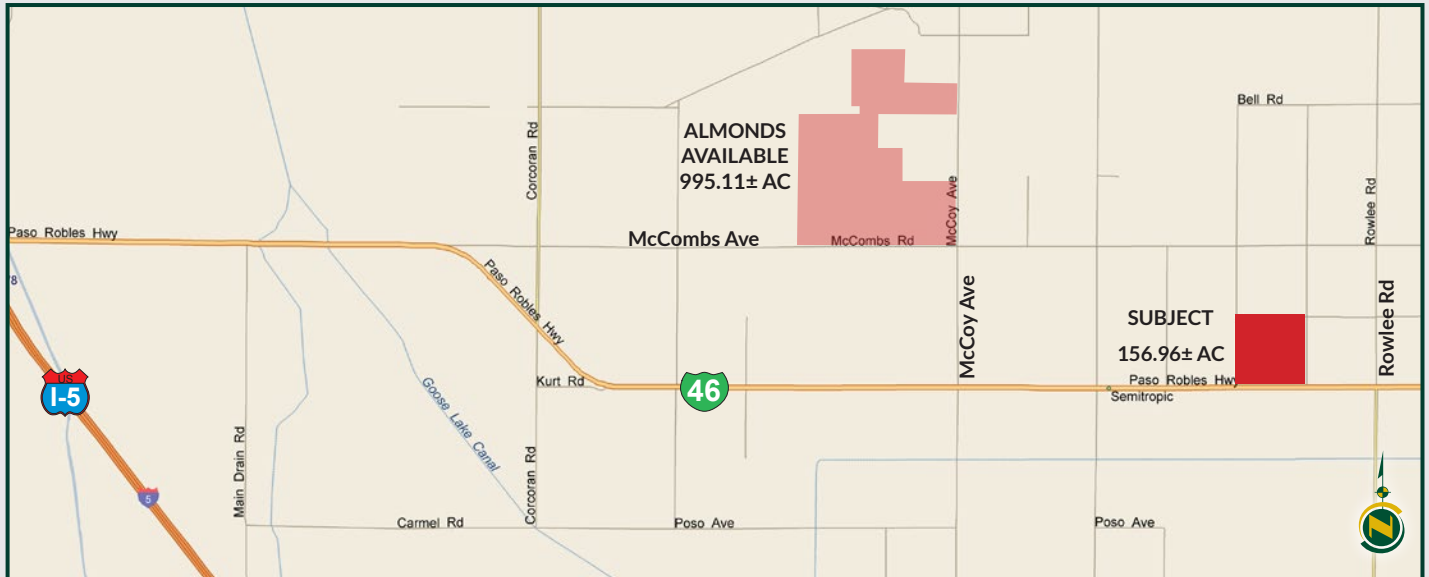 Bell Rd
ALMONDS
AVAILABLE
995.11± AC
Corcoran Rd
McCoy Ave
Rowlee Rd
Paso Robles Hwy
McCombs Ave
McCombs Rd
Paso Robles Hwy
8
McCoy Ave
Rowlee Rd
SUBJECT
156.96± AC
US
I-5
Kurt Rd
46
Paso Robles Hwy
Semitropic
Goose Lake Canal
Main Drain Rd
Corcoran Rd
5
Carmel Rd
Poso Ave
Poso Ave
N